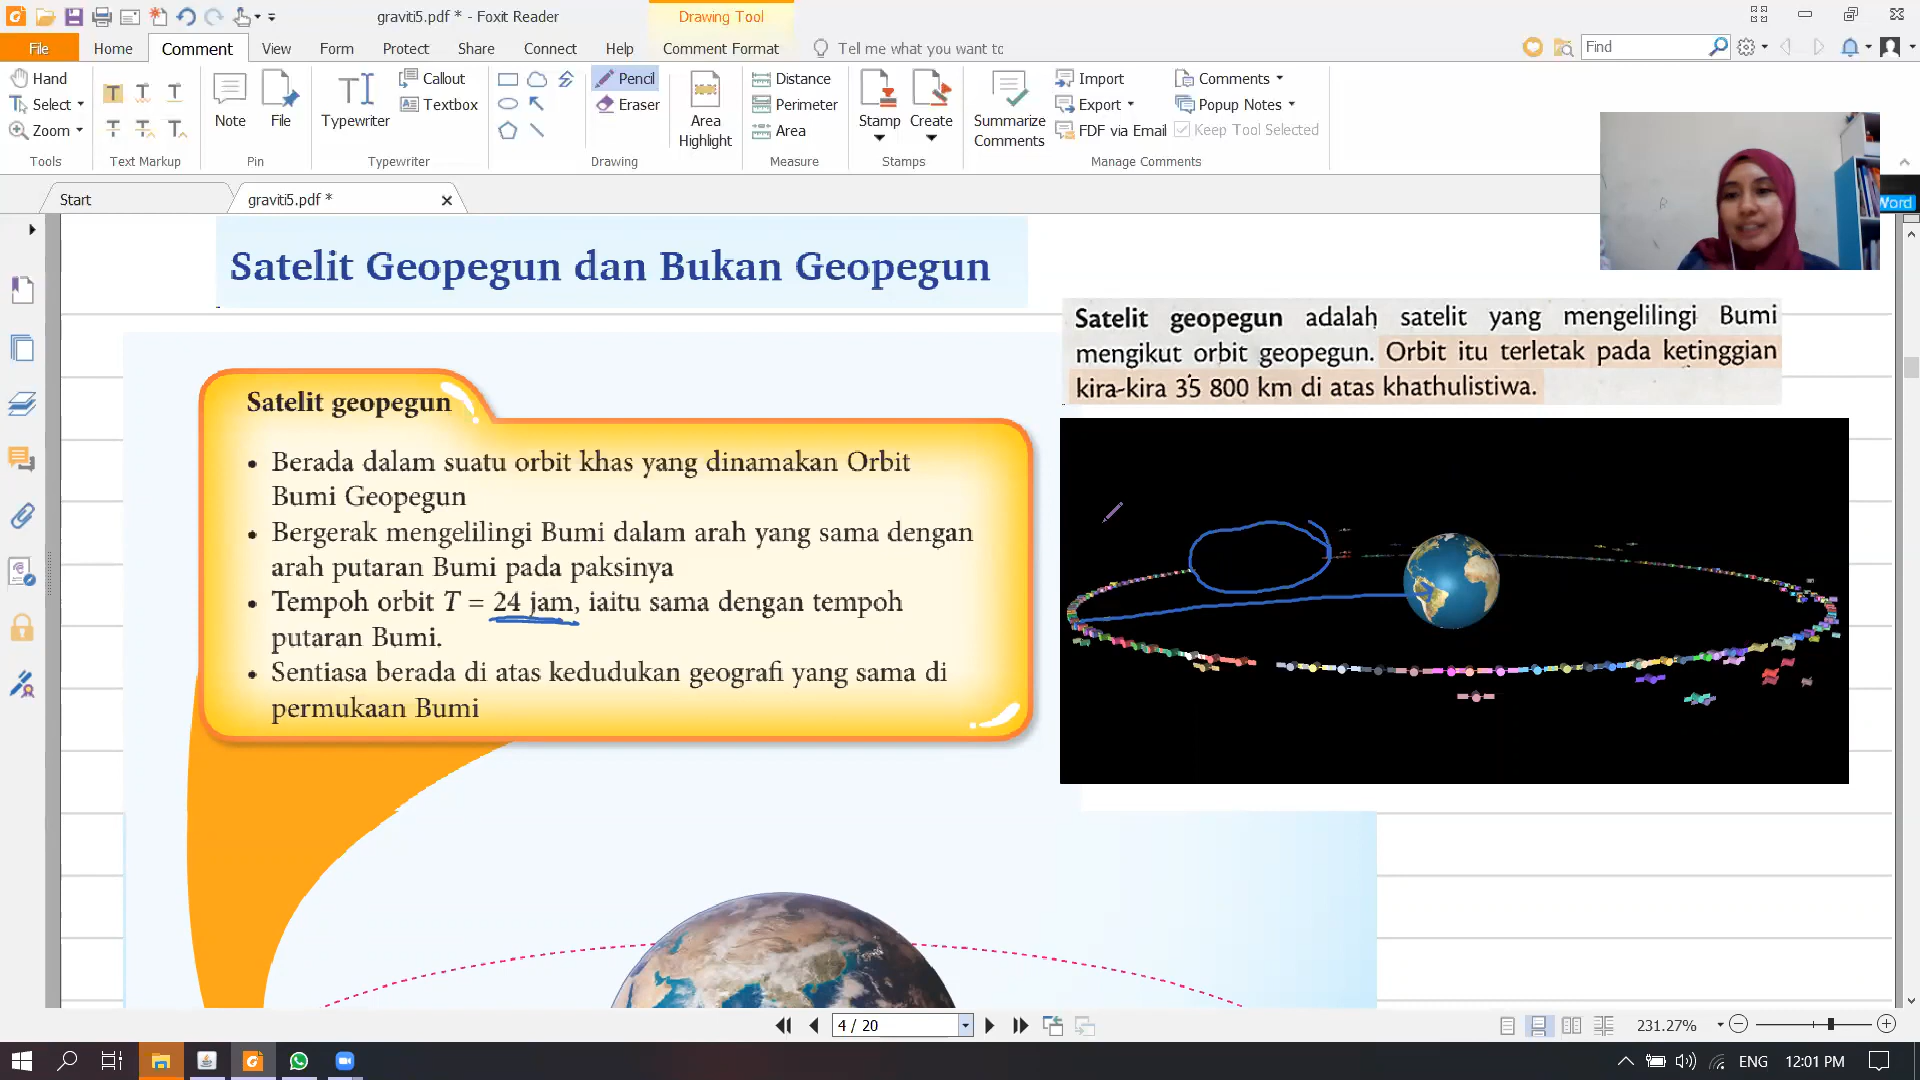 graviti5.pdf * - Foxit Reader
Drawing Tool
File Home Comment View Form Protect Share Connect Help Comment Format Tell me what you want to Find
Hand
Select
Zoom
Tools
Text Markup
Note
File
Pin
Typewriter
Callout
Textbox
Typewriter
Pencil
Eraser
Area
Highlight
Drawing
Distance
Perimeter
Area
Measure
Stamp
Create
Stamps
Summarize
Comments
Import
Export
FDF via Email
Comments
Popup Notes
Keep Tool Selected
Manage Comments
Start
graviti5.pdf *
Word
Satelit Geopegun dan Bukan Geopegun
Satelit geopegun adalah satelit yang mengelilingi Bumi
mengikut orbit geopegun. Orbit itu terletak pada ketinggian
kira-kira 35 800 km di atas khathulistiwa.
Satelit geopegun
• Berada dalam suatu orbit khas yang dinamakan Orbit
Bumi Geopegun
• Bergerak mengelilingi Bumi dalam arah yang sama dengan
arah putaran Bumi pada paksinya
• Tempoh orbit T = 24 jam, iaitu sama dengan tempoh
putaran Bumi.
• Sentiasa berada di atas kedudukan geografi yang sama di
permukaan Bumi
4 / 20
231.27%
ENG
12:01 PM